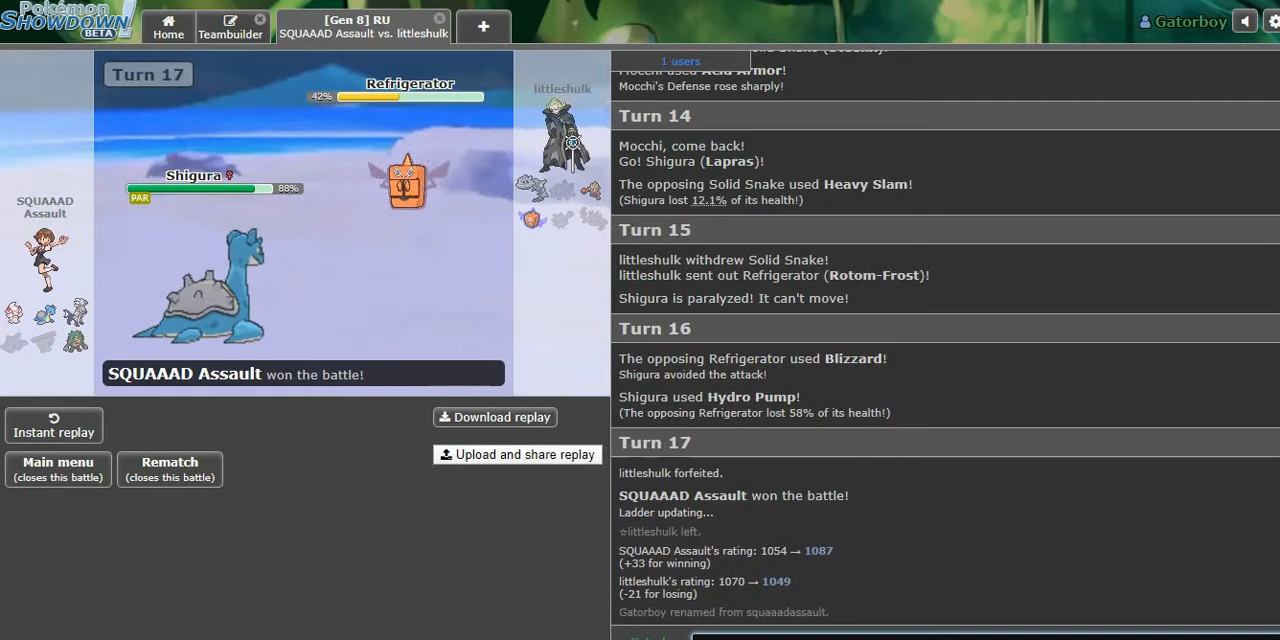 Pokémon
SHOWDOWN!
BETA
Home
Teambuilder
[Gen 8] RU
SQUAAAD Assault vs. littleshulk
+
Gatorboy
Turn 17
Refrigerator
42%
Shigura
88%
PAR
SQUAAAD
Assault
littleshulk
SQUAAAD Assault won the battle!
Instant replay
Download replay
Upload and share replay
Main menu
(closes this battle)
Rematch
(closes this battle)
1 users
Mocchi used Acid Armor!
Mocchi's Defense rose sharply!
Turn 14
Mocchi, come back!
Go! Shigura (Lapras)!
The opposing Solid Snake used Heavy Slam!
(Shigura lost 12.1% of its health!)
Turn 15
littleshulk withdrew Solid Snake!
littleshulk sent out Refrigerator (Rotom-Frost)!
Shigura is paralyzed! It can't move!
Turn 16
The opposing Refrigerator used Blizzard!
Shigura avoided the attack!
Shigura used Hydro Pump!
(The opposing Refrigerator lost 58% of its health!)
Turn 17
littleshulk forfeited.
SQUAAAD Assault won the battle!
Ladder updating...
☆littleshulk left.
SQUAAAD Assault's rating: 1054 → 1087
(+33 for winning)
littleshulk's rating: 1070 → 1049
(-21 for losing)
Gatorboy renamed from squaaadassault.